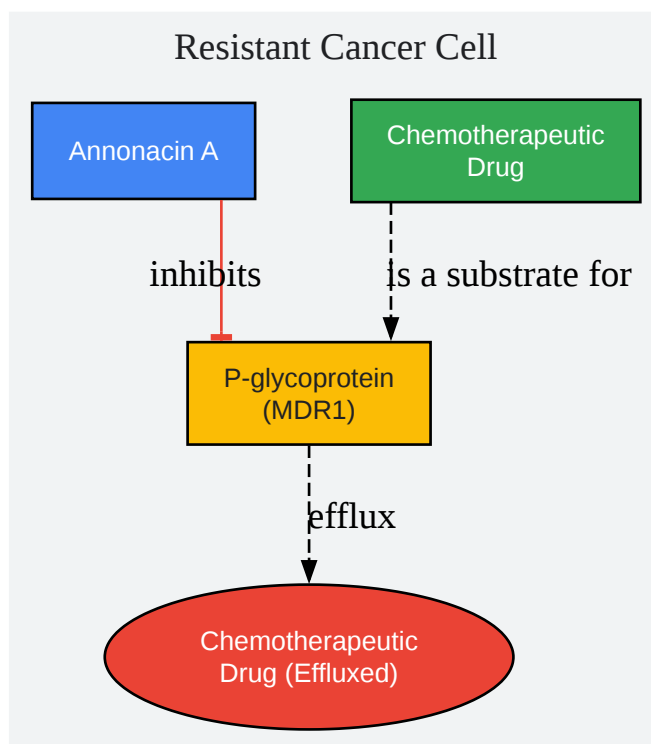 Resistant Cancer Cell
Annonacin A
Chemotherapeutic
Drug
inhibits
is a substrate for
P-glycoprotein
(MDR1)
efflux
Chemotherapeutic
Drug (Effluxed)